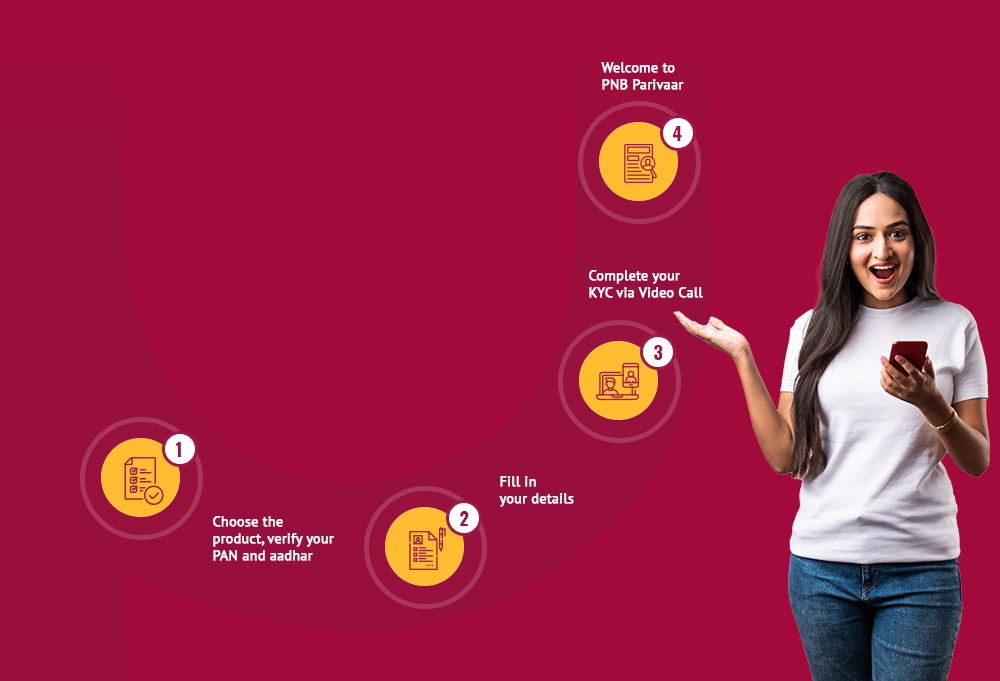 1
Choose the
product, verify your
PAN and aadhar
2
Fill in
your details
3
Complete your
KYC via Video Call
4
Welcome to
PNB Parivaar